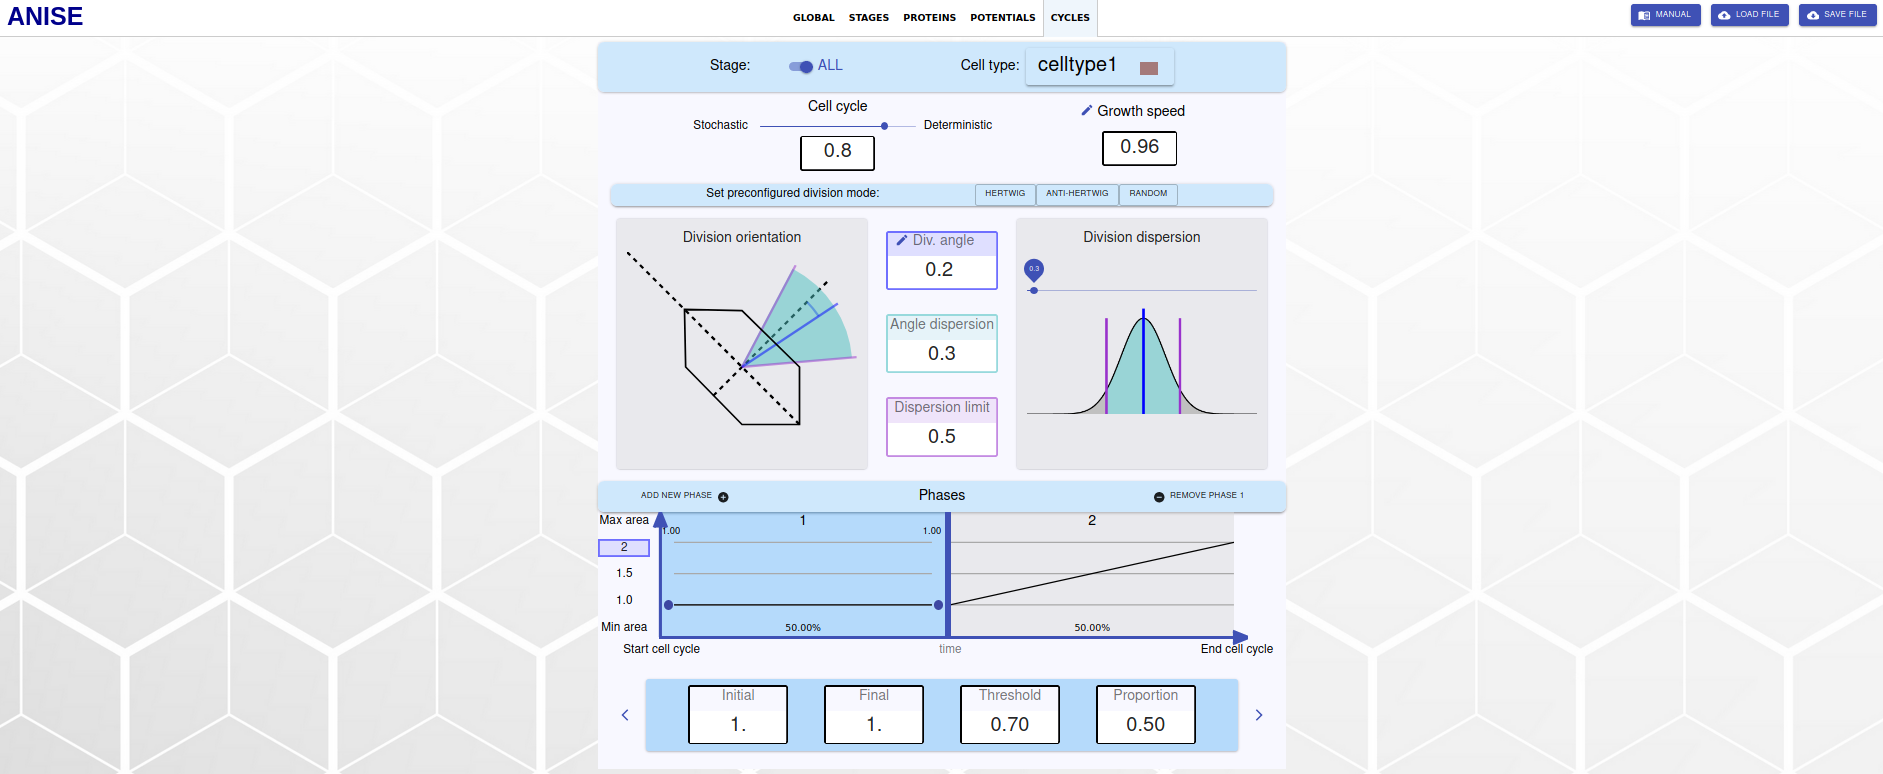 ANISE
GLOBAL STAGES PROTEINS POTENTIALS CYCLES
MANUAL LOAD FILE SAVE FILE
Stage: ALL Cell type: celltype1
Cell cycle
Stochastic Deterministic
0.8
Growth speed
0.96
Set preconfigured division mode: HERTWIG ANTI-HERTWIG RANDOM
Division orientation
Div. angle
0.2
Angle dispersion
0.3
Dispersion limit
0.5
Division dispersion
0.3
ADD NEW PHASE Phases REMOVE PHASE 1
Max area 1 2
1.00 1.00
2
1.5
1.0
Min area 50.00% 50.00%
Start cell cycle time End cell cycle
Initial Final Threshold Proportion
1. 1. 0.70 0.50